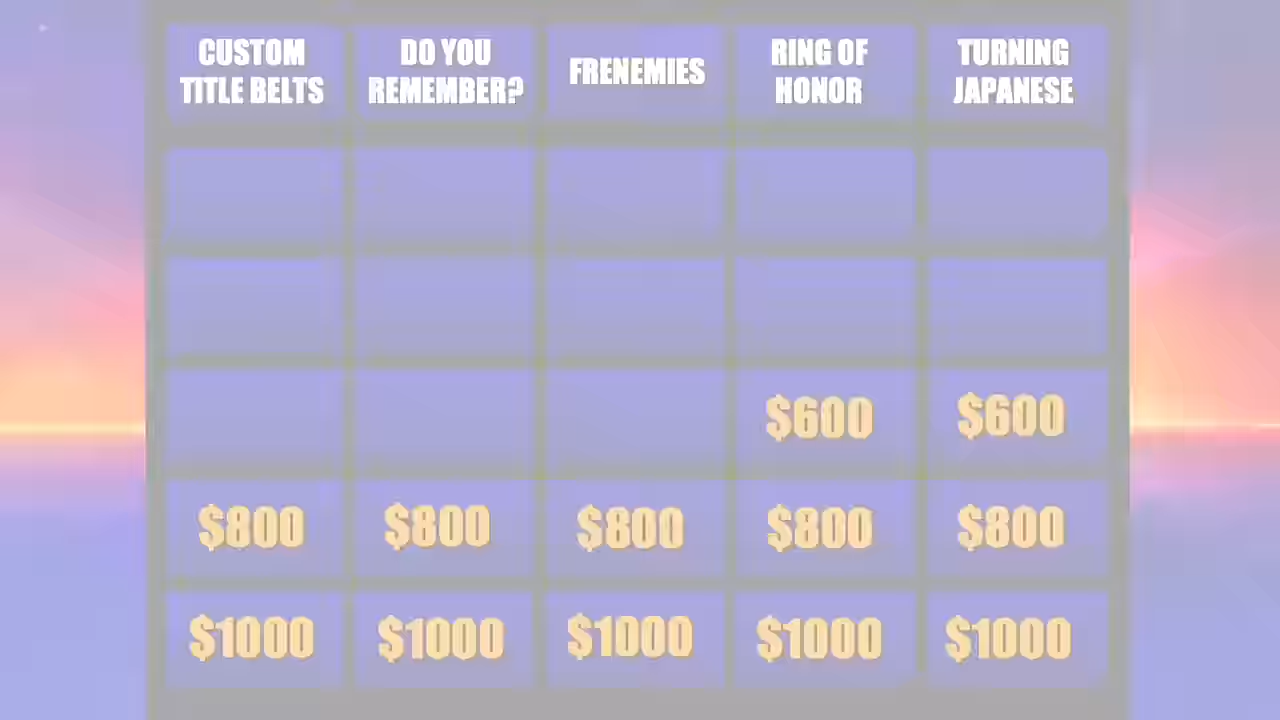 CUSTOM
TITLE BELTS
DO YOU
REMEMBER?
FRENEMIES
RING OF
HONOR
TURNING
JAPANESE
$600 $600
$800 $800 $800 $800 $800
$1000 $1000 $1000 $1000 $1000